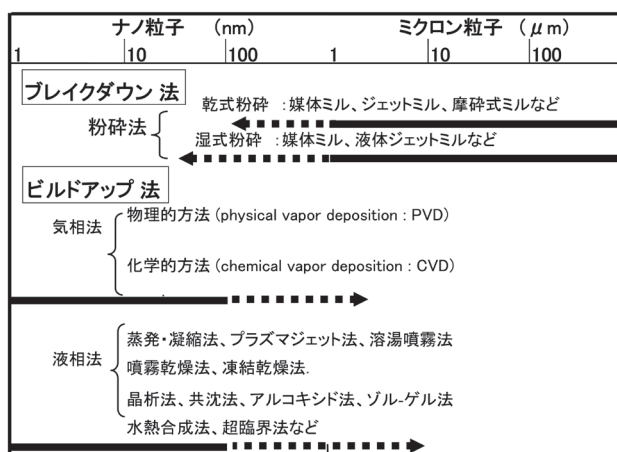 ナノ粒子 (nm) ミクロン粒子 (μm)
1 10 100 1 10 100
ブレイクダウン 法
乾式粉砕 :媒体ミル、ジェットミル、摩砕式ミルなど
粉砕法
湿式粉砕 :媒体ミル、液体ジェットミルなど
ビルドアップ 法
物理的方法 (physical vapor deposition : PVD)
気相法
化学的方法 (chemical vapor deposition : CVD)
蒸発・凝縮法、プラズマジェット法、溶湯噴霧法
液相法
噴霧乾燥法、凍結乾燥法.
晶析法、共沈法、アルコキシド法、ゾル-ゲル法
水熱合成法、超臨界法など